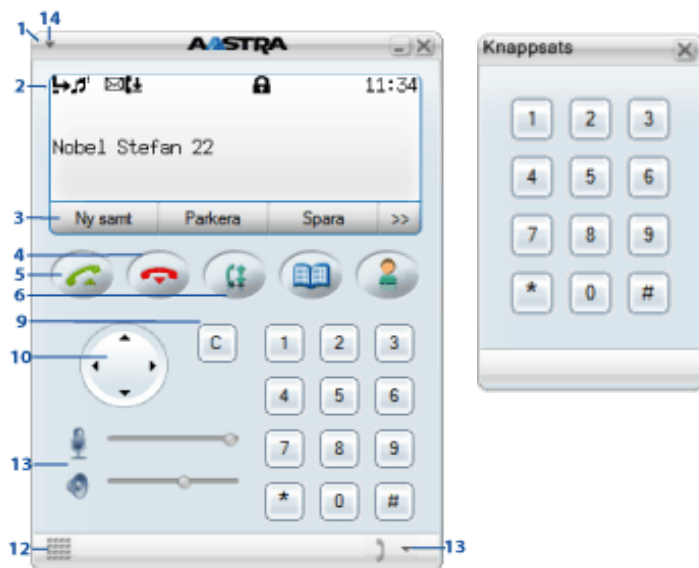 1 14
AASTRA
2 11:34
Nobel Stefan 22
3 Ny samt Parkera Spara >>
4
5
6
9
C 1 2 3
10
4 5 6
13
7 8 9
* 0 #
12 13
Knappsats
1 2 3
4 5 6
7 8 9
* 0 #